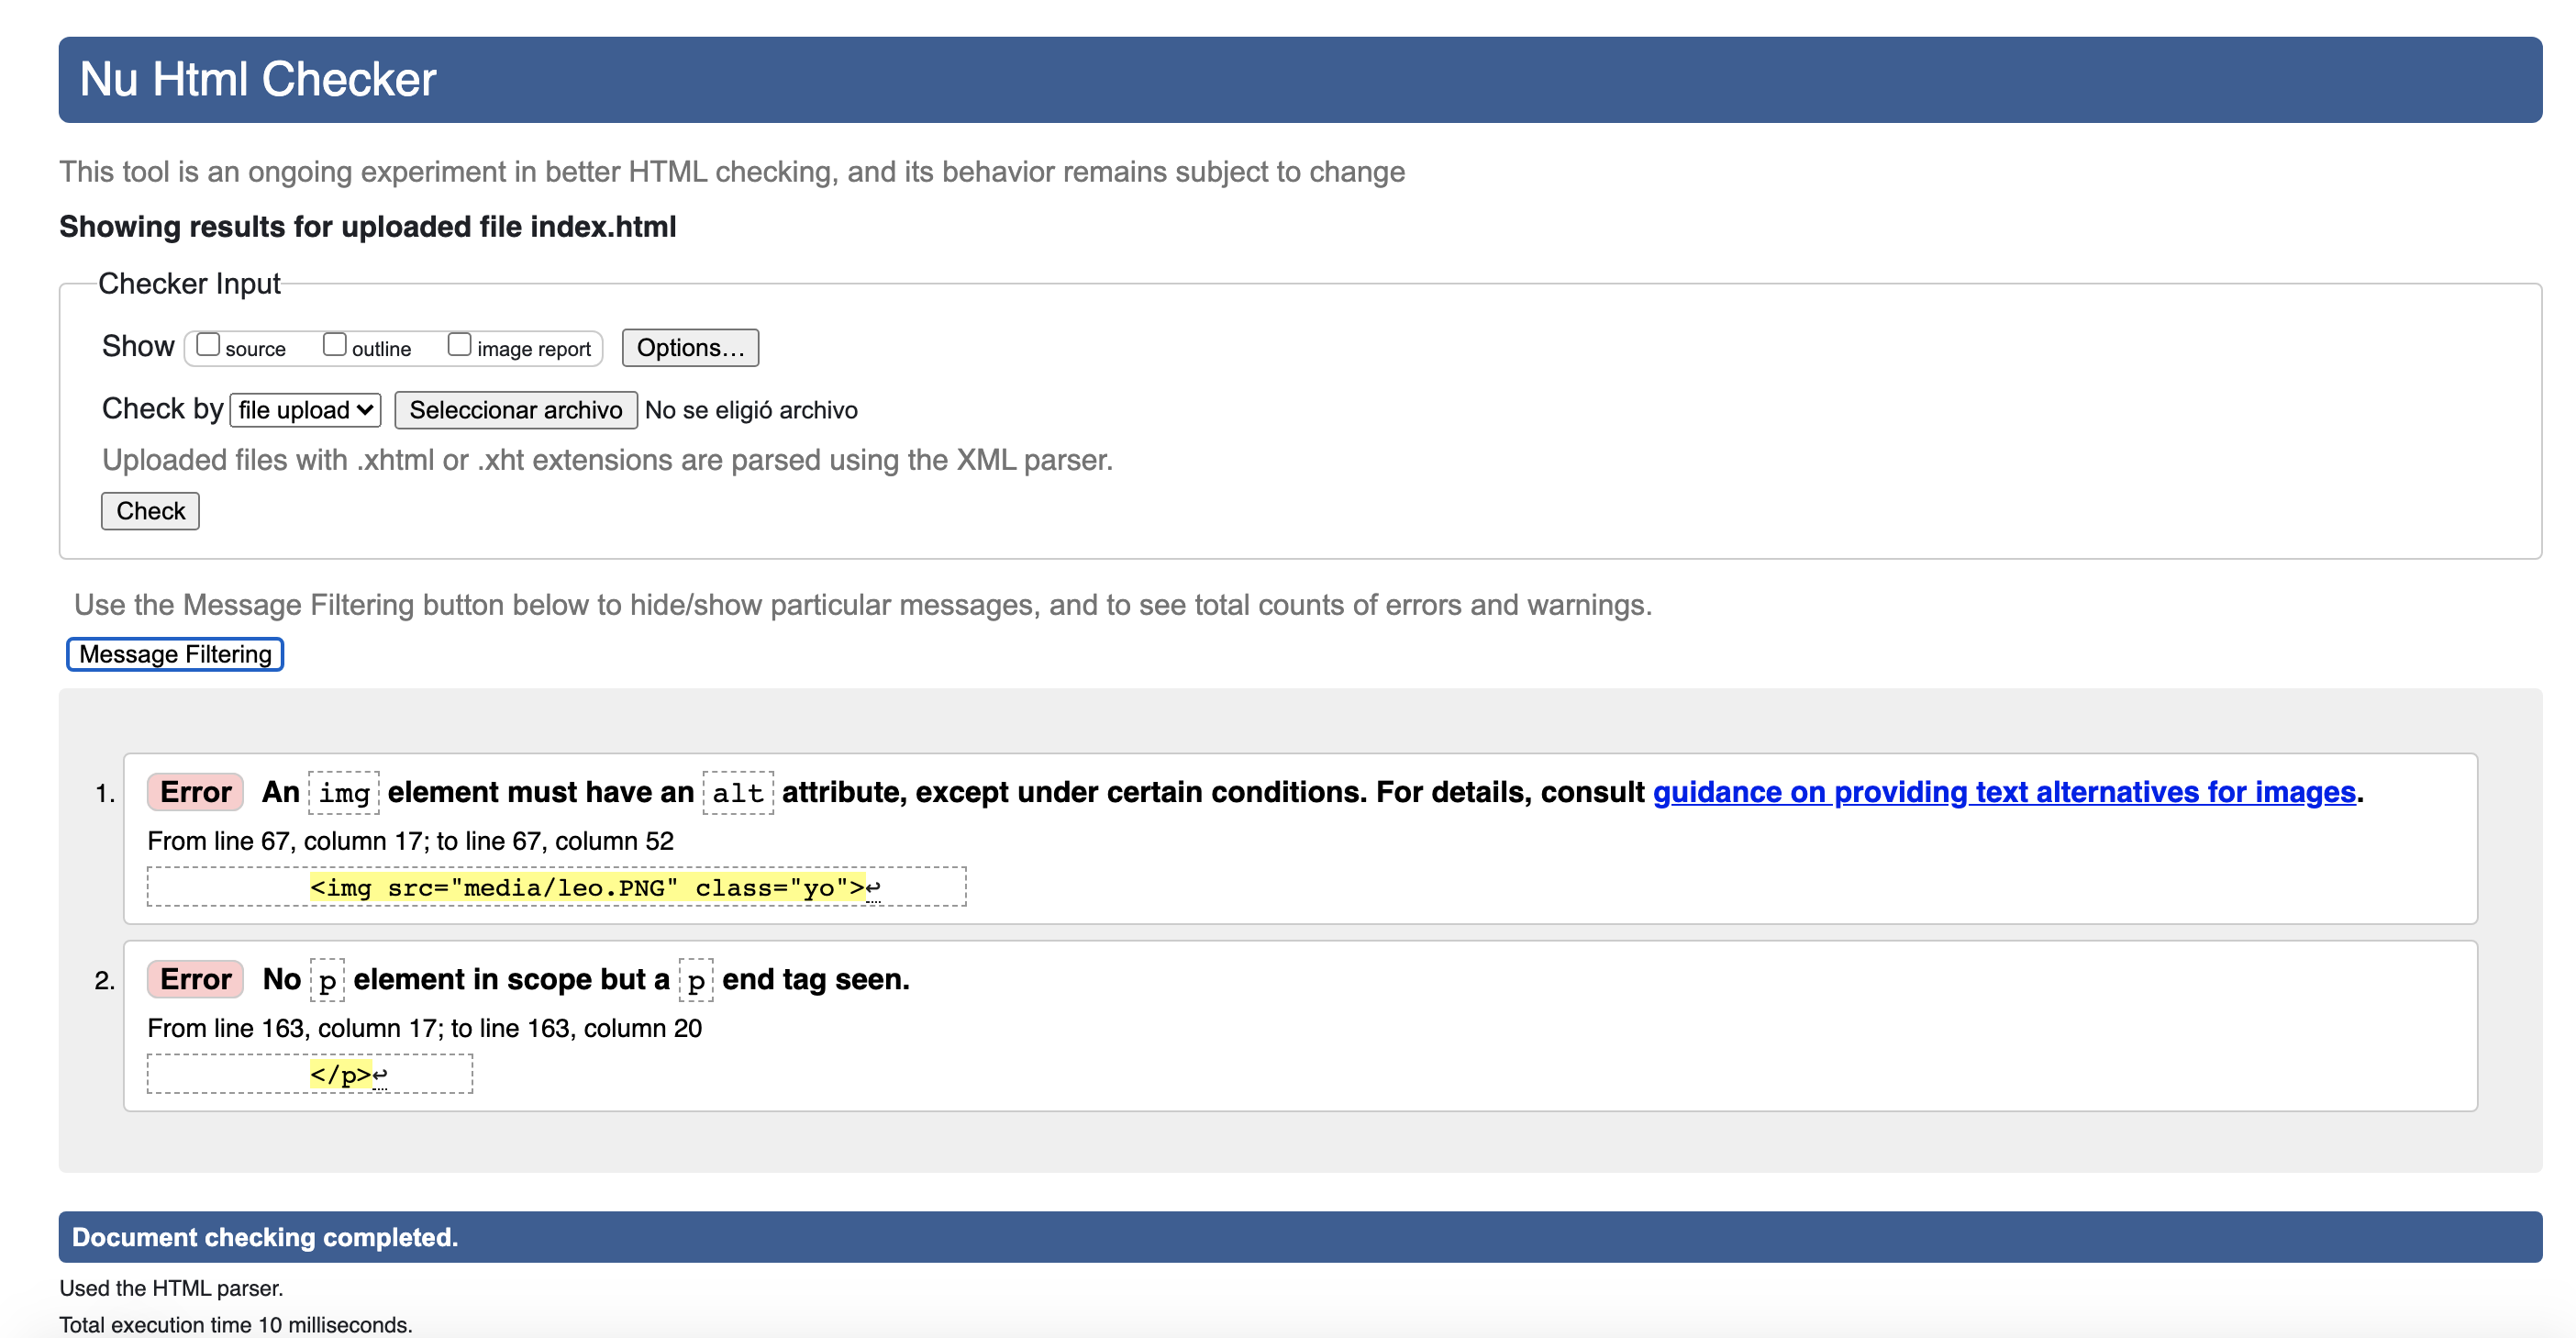 Nu Html Checker
This tool is an ongoing experiment in better HTML checking, and its behavior remains subject to change
Showing results for uploaded file index.html
Checker Input
Show source outline image report Options...
Check by file upload Seleccionar archivo No se eligió archivo
Uploaded files with .xhtml or .xht extensions are parsed using the XML parser.
Check
Use the Message Filtering button below to hide/show particular messages, and to see total counts of errors and warnings.
Message Filtering
1. Error An img element must have an alt attribute, except under certain conditions. For details, consult guidance on providing text alternatives for images.
From line 67, column 17; to line 67, column 52
<img src="media/leo.PNG" class="yo">↩
2. Error No p element in scope but a p end tag seen.
From line 163, column 17; to line 163, column 20
</p>↩
Document checking completed.
Used the HTML parser.
Total execution time 10 milliseconds.